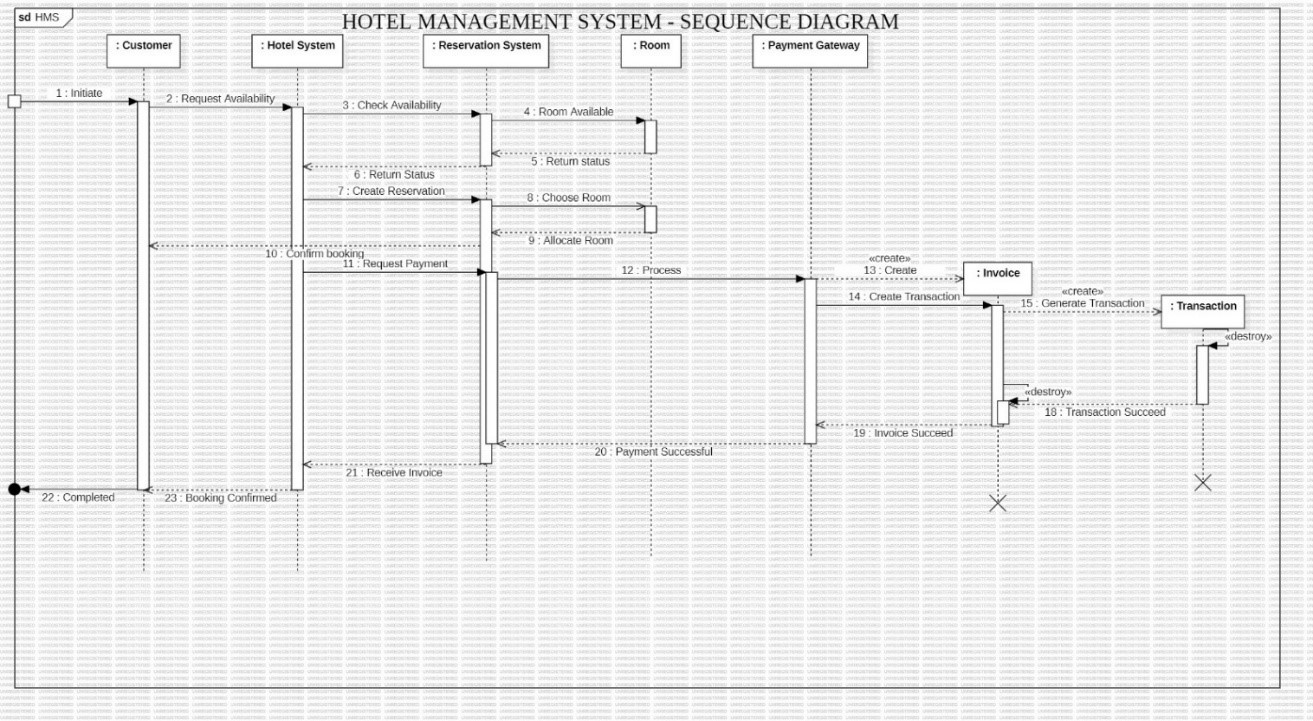 sd HMS
HOTEL MANAGEMENT SYSTEM - SEQUENCE DIAGRAM
: Customer
: Hotel System
: Reservation System
: Room
: Payment Gateway
1 : Initiate
2 : Request Availability
3 : Check Availability
4 : Room Available
5 : Return status
6 : Return Status
7 : Create Reservation
8 : Choose Room
9 : Allocate Room
10 : Confirm booking
11 : Request Payment
12 : Process
«create»
13 : Create
: Invoice
14 : Create Transaction
«create»
15 : Generate Transaction
: Transaction
«destroy»
«destroy»
18 : Transaction Succeed
19 : Invoice Succeed
20 : Payment Successful
21 : Receive Invoice
22 : Completed
23 : Booking Confirmed